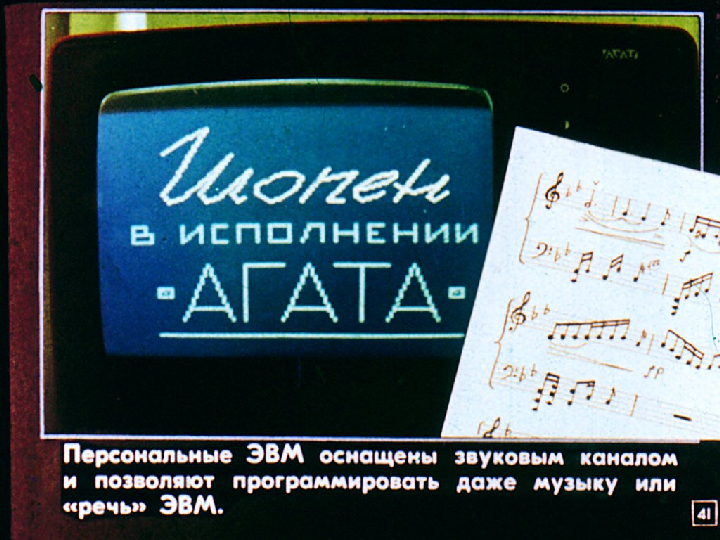 "АГАТ"
Шопен
В ИСПОЛНЕНИИ
"АГАТА"
Персональные ЭВМ оснащены звуковым каналом
и позволяют программировать даже музыку или
«речь» ЭВМ.
41